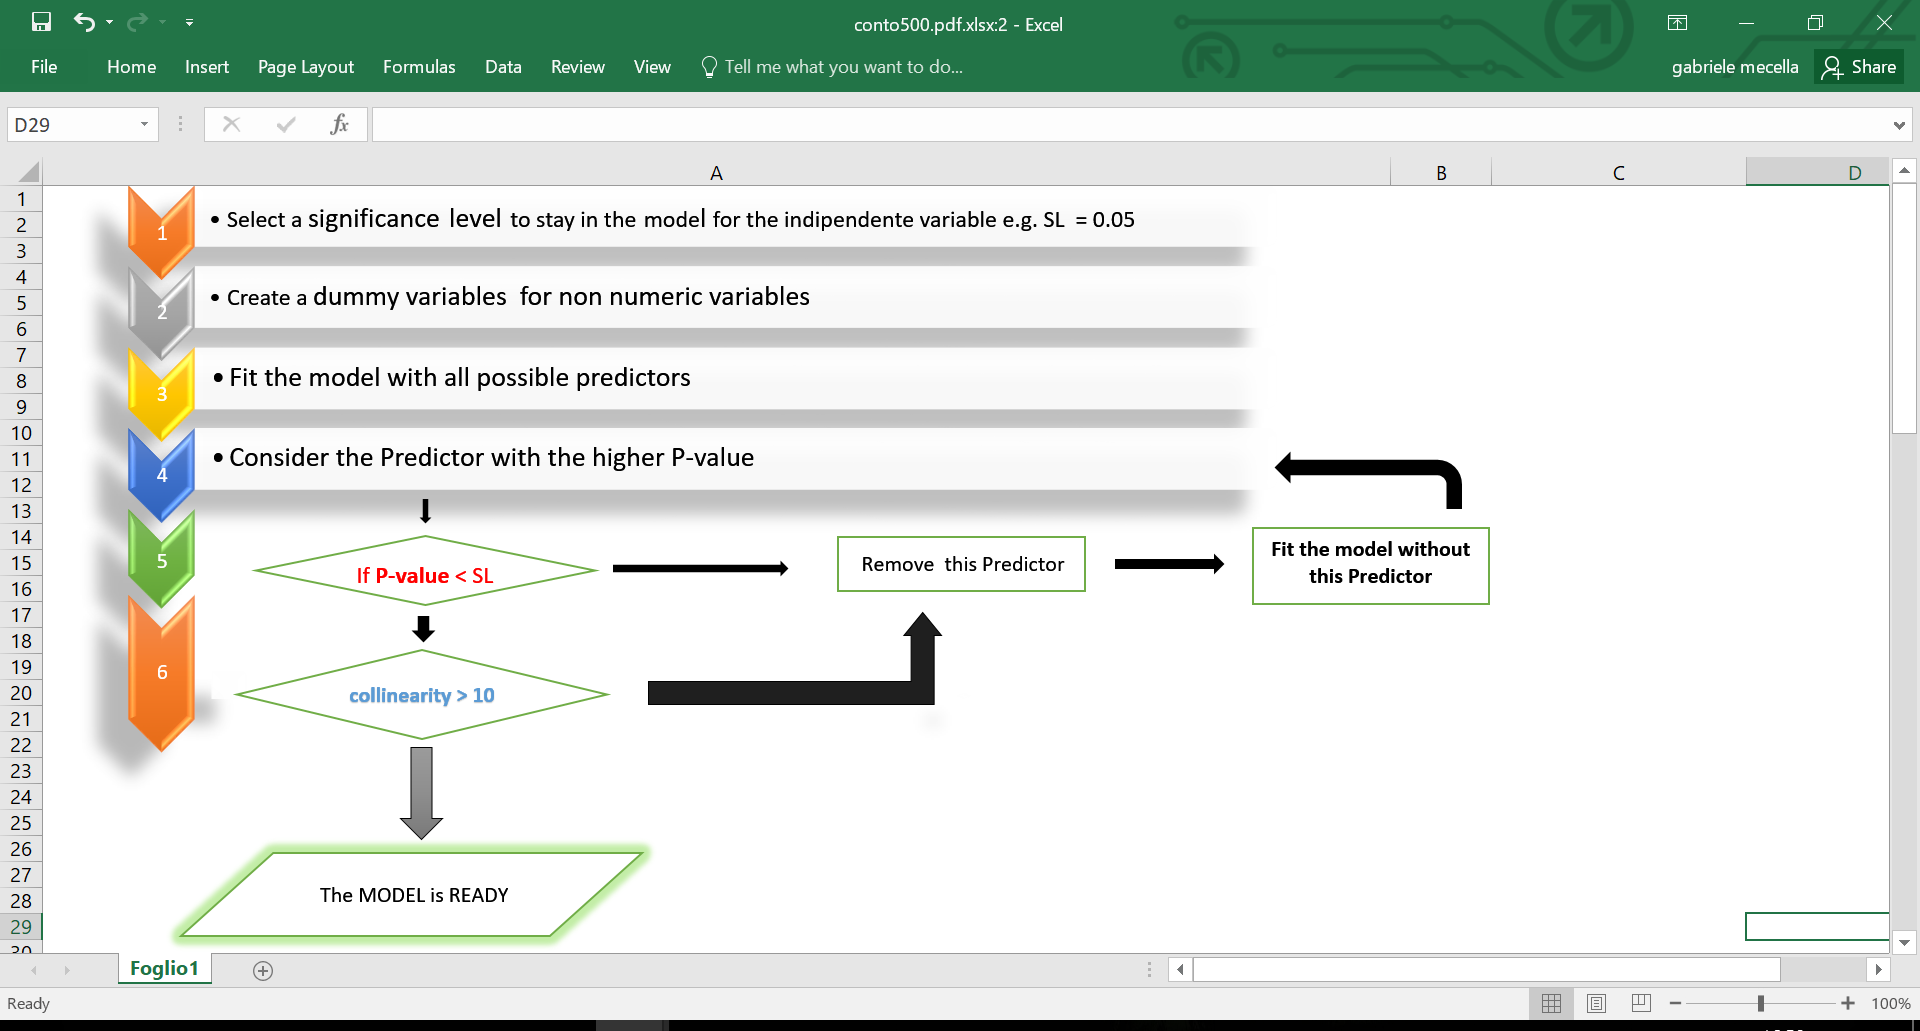 conto500.pdf.xlsx:2 - Excel
File Home Insert Page Layout Formulas Data Review View Tell me what you want to do... gabriele mecella Share
D29 fx
A B C D
1
2
3
4
5
6
7
8
9
10
11
12
13
14
15
16
17
18
19
20
21
22
23
24
25
26
27
28
29
30
1 • Select a significance level to stay in the model for the indipendente variable e.g. SL = 0.05
2 • Create a dummy variables for non numeric variables
3 • Fit the model with all possible predictors
4 • Consider the Predictor with the higher P-value
5
If P-value < SL
Remove this Predictor
Fit the model without
this Predictor
6
collinearity > 10
The MODEL is READY
Foglio1
Ready
100%